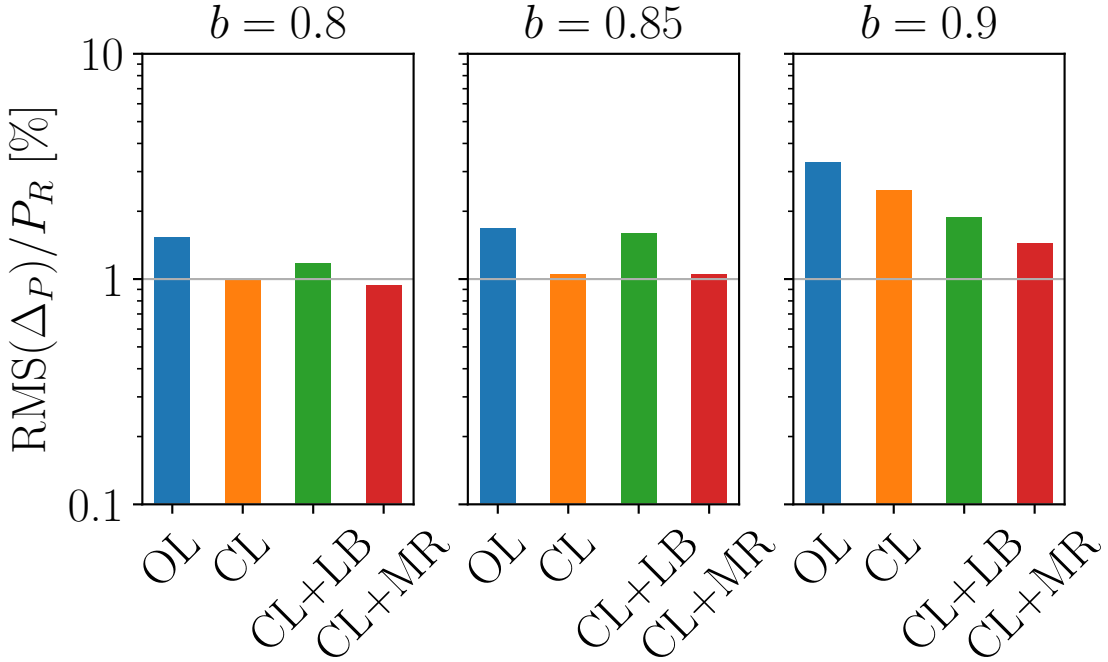 b = 0.8
b = 0.85
b = 0.9
RMS(Δ_P)/P_R [%]
10
1
0.1
OL
CL
CL+LB
CL+MR
OL
CL
CL+LB
CL+MR
OL
CL
CL+LB
CL+MR